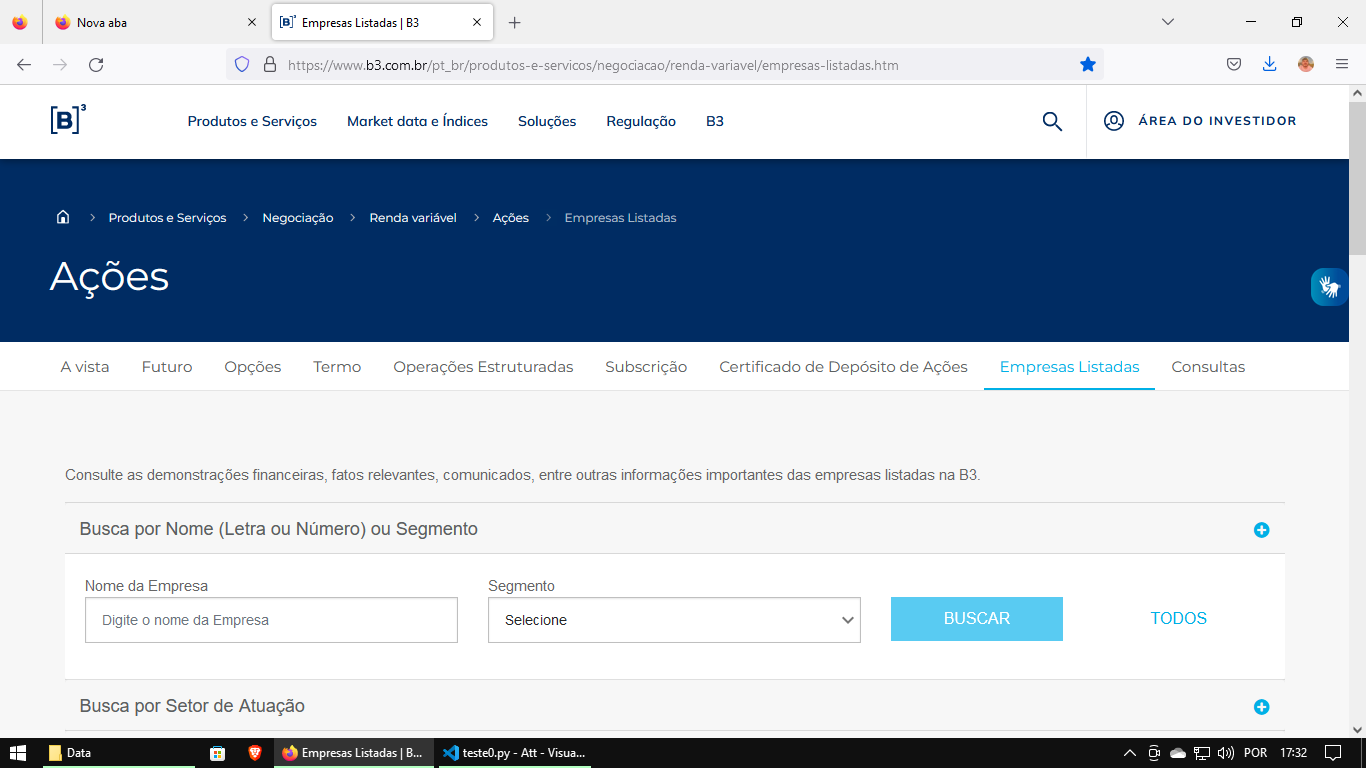 Nova aba
Empresas Listadas | B3
https://www.b3.com.br/pt_br/produtos-e-servicos/negociacao/renda-variavel/empresas-listadas.htm
[B]³
Produtos e Serviços
Market data e Índices
Soluções
Regulação
B3
ÁREA DO INVESTIDOR
Produtos e Serviços
Negociação
Renda variável
Ações
Empresas Listadas
Ações
A vista
Futuro
Opções
Termo
Operações Estruturadas
Subscrição
Certificado de Depósito de Ações
Empresas Listadas
Consultas
Consulte as demonstrações financeiras, fatos relevantes, comunicados, entre outras informações importantes das empresas listadas na B3.
Busca por Nome (Letra ou Número) ou Segmento
Nome da Empresa
Segmento
Digite o nome da Empresa
Selecione
BUSCAR
TODOS
Busca por Setor de Atuação
Data
Empresas Listadas | B...
teste0.py - Att - Visua...
POR
17:32